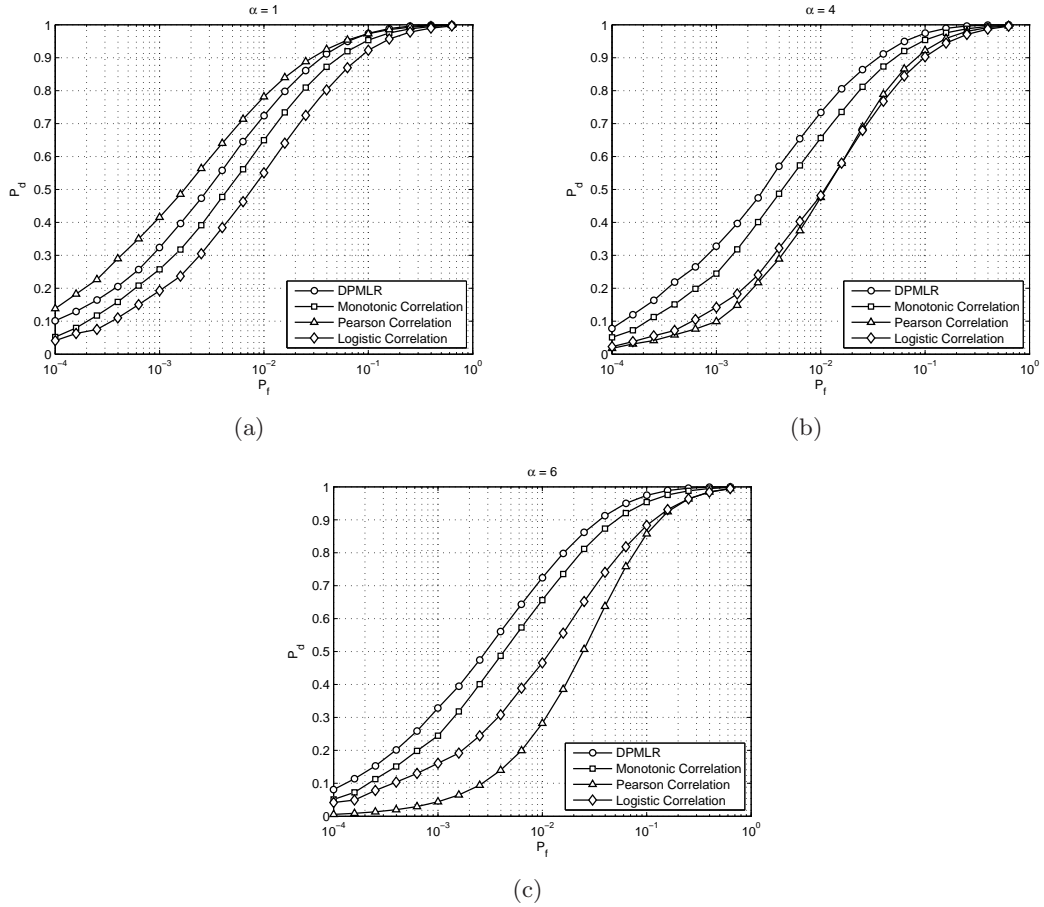 α = 1
1
0.9
0.8
0.7
0.6
0.5
0.4
0.3
0.2
0.1
0
P_d
DPMLR
Monotonic Correlation
Pearson Correlation
Logistic Correlation
10^−4 10^−3 10^−2 10^−1 10^0
P_f
(a)
α = 4
1
0.9
0.8
0.7
0.6
0.5
0.4
0.3
0.2
0.1
0
P_d
DPMLR
Monotonic Correlation
Pearson Correlation
Logistic Correlation
10^−4 10^−3 10^−2 10^−1 10^0
P_f
(b)
α = 6
1
0.9
0.8
0.7
0.6
0.5
0.4
0.3
0.2
0.1
0
P_d
DPMLR
Monotonic Correlation
Pearson Correlation
Logistic Correlation
10^−4 10^−3 10^−2 10^−1 10^0
P_f
(c)